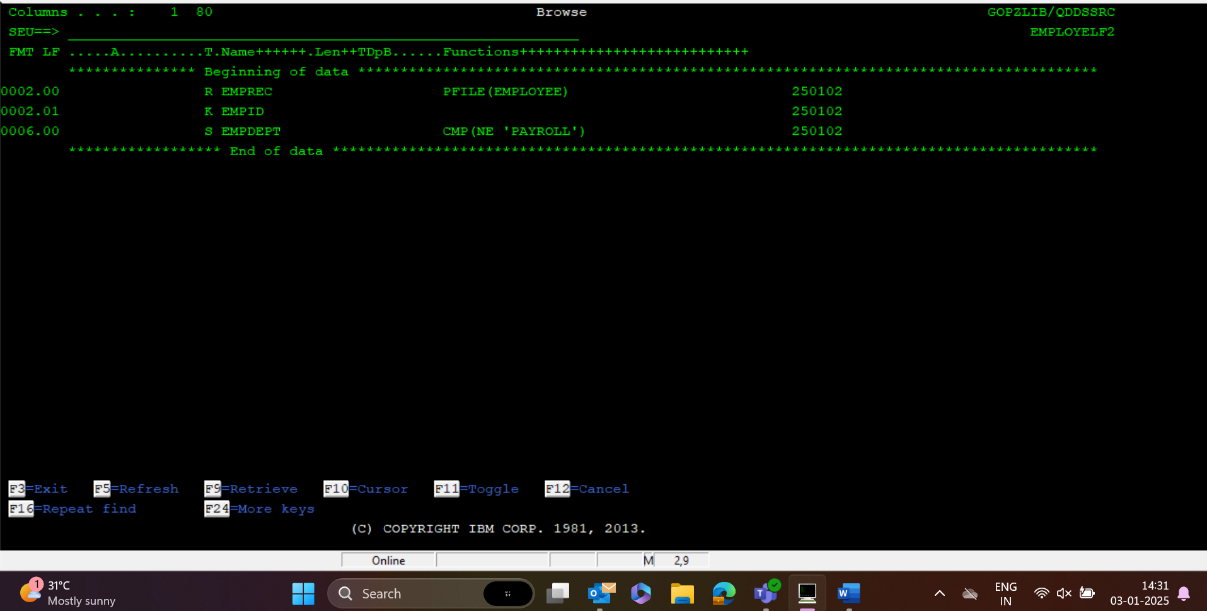 Columns . . . :    1  80                    Browse                    GOPZLIB/QDDSSRC
SEU==>                    EMPLOYELF2
FMT LF .....A..........T.Name++++++.Len++TDpB......Functions+++++++++++++++++++++++++++
*************** Beginning of data ***************************************************************************************
0002.00                 R EMPREC                    PFILE(EMPLOYEE)                          250102
0002.01                 K EMPID                                                              250102
0006.00                 S EMPDEPT                   CMP(NE 'PAYROLL')                        250102
****************** End of data ******************************************************************************************
F3=Exit   F5=Refresh   F9=Retrieve   F10=Cursor   F11=Toggle   F12=Cancel
F16=Repeat find        F24=More keys
(C) COPYRIGHT IBM CORP. 1981, 2013.
Online M 2,9
1 31°C
Mostly sunny
Search
ENG
IN
14:31
03-01-2025